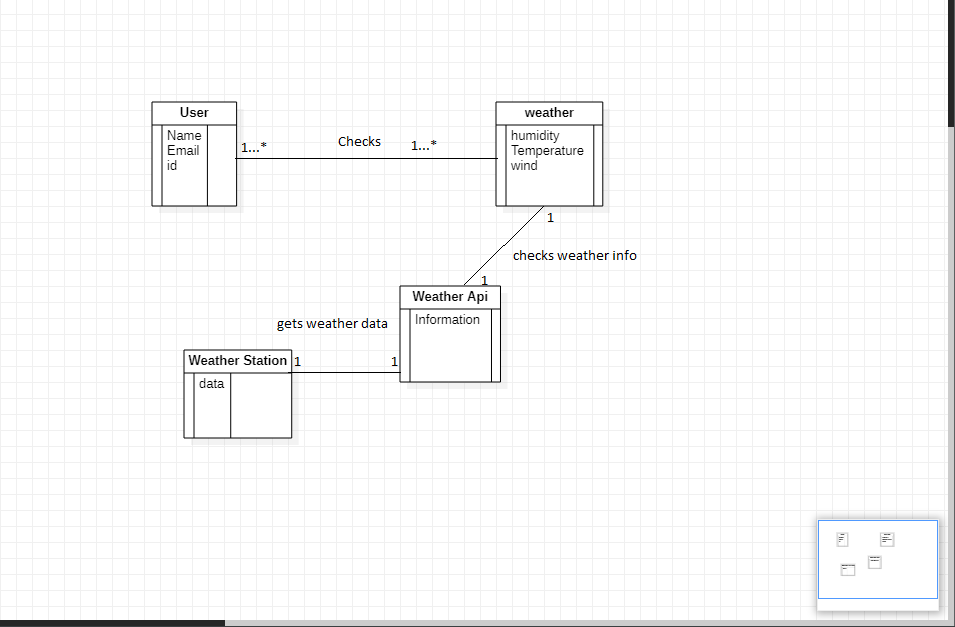 User
Name
Email
id
1...*
Checks
1...*
weather
humidity
Temperature
wind
1
checks weather info
1
Weather Api
Information
gets weather data
1
1
Weather Station
data